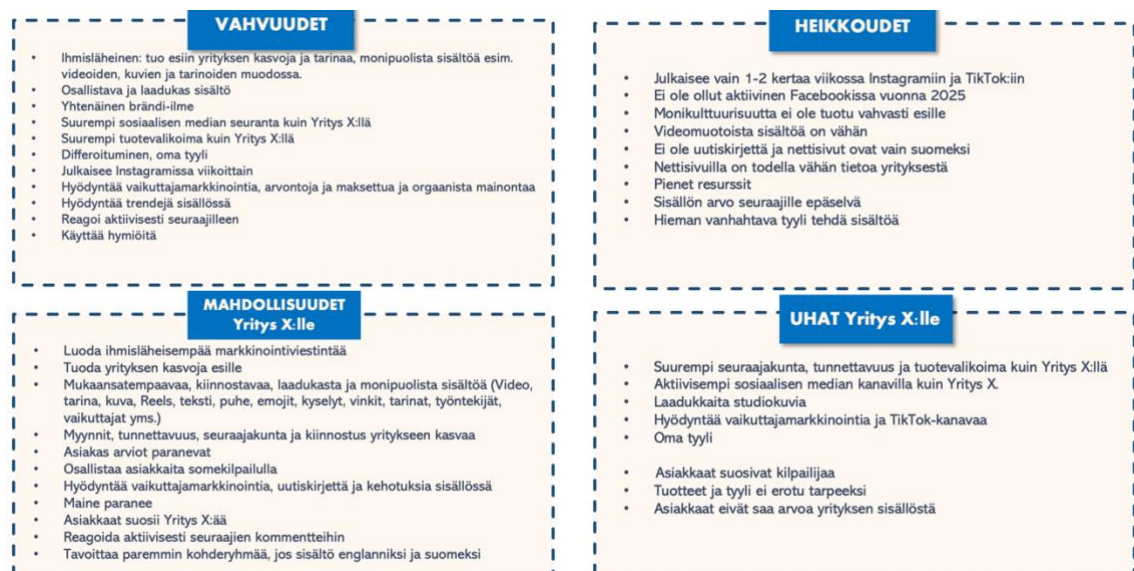 VAHVUUDET
• Ihmisläheinen: tuo esiin yrityksen kasvoja ja tarinaa, monipuolista sisältöä esim.
videoiden, kuvien ja tarinoiden muodossa.
• Osallistava ja laadukas sisältö
• Yhtenäinen brändi-ilme
• Suurempi sosiaalisen median seuranta kuin Yritys X:llä
• Suurempi tuotevalikoima kuin Yritys X:llä
• Differoituminen, oma tyyli
• Julkaisee Instagramissa viikoittain
• Hyödyntää vaikuttajamarkkinointia, arvontoja ja maksettua ja orgaanista mainontaa
• Hyödyntää trendejä sisällössä
• Reagoi aktiivisesti seuraajilleen
• Käyttää hymiöitä
HEIKKOUDET
• Julkaisee vain 1-2 kertaa viikossa Instagramiin ja TikTok:iin
• Ei ole ollut aktiivinen Facebookissa vuonna 2025
• Monikulttuurisuutta ei ole tuotu vahvasti esille
• Videomuotoista sisältöä on vähän
• Ei ole uutiskirjettä ja nettisivut ovat vain suomeksi
• Nettisivuilla on todella vähän tietoa yrityksestä
• Pienet resurssit
• Sisällön arvo seuraajille epäselvä
• Hieman vanhahtava tyyli tehdä sisältöä
MAHDOLLISUUDET
Yritys X:lle
• Luoda ihmisläheisempää markkinointiviestintää
• Tuoda yrityksen kasvoja esille
• Mukaansatempaavaa, kiinnostavaa, laadukasta ja monipuolista sisältöä (Video,
tarina, kuva, Reels, teksti, puhe, emojit, kyselyt, vinkit, tarinat, työntekijät,
vaikuttajat yms.)
• Myynnit, tunnettavuus, seuraajakunta ja kiinnostus yritykseen kasvaa
• Asiakas arviot paranevat
• Osallistaa asiakkaita somekilpailulla
• Hyödyntää vaikuttajamarkkinointia, uutiskirjettä ja kehotuksia sisällössä
• Maine paranee
• Asiakkaat suosii Yritys X:ää
• Reagoida aktiivisesti seuraajien kommentteihin
• Tavoittaa paremmin kohderyhmää, jos sisältö englanniksi ja suomeksi
UHAT Yritys X:lle
• Suurempi seuraajakunta, tunnettavuus ja tuotevalikoima kuin Yritys X:llä
• Aktiivisempi sosiaalisen median kanavilla kuin Yritys X.
• Laadukkaita studiokuvia
• Hyödyntää vaikuttajamarkkinointia ja TikTok-kanavaa
• Oma tyyli
• Asiakkaat suosivat kilpailijaa
• Tuotteet ja tyyli ei erotu tarpeeksi
• Asiakkaat eivät saa arvoa yrityksen sisällöstä